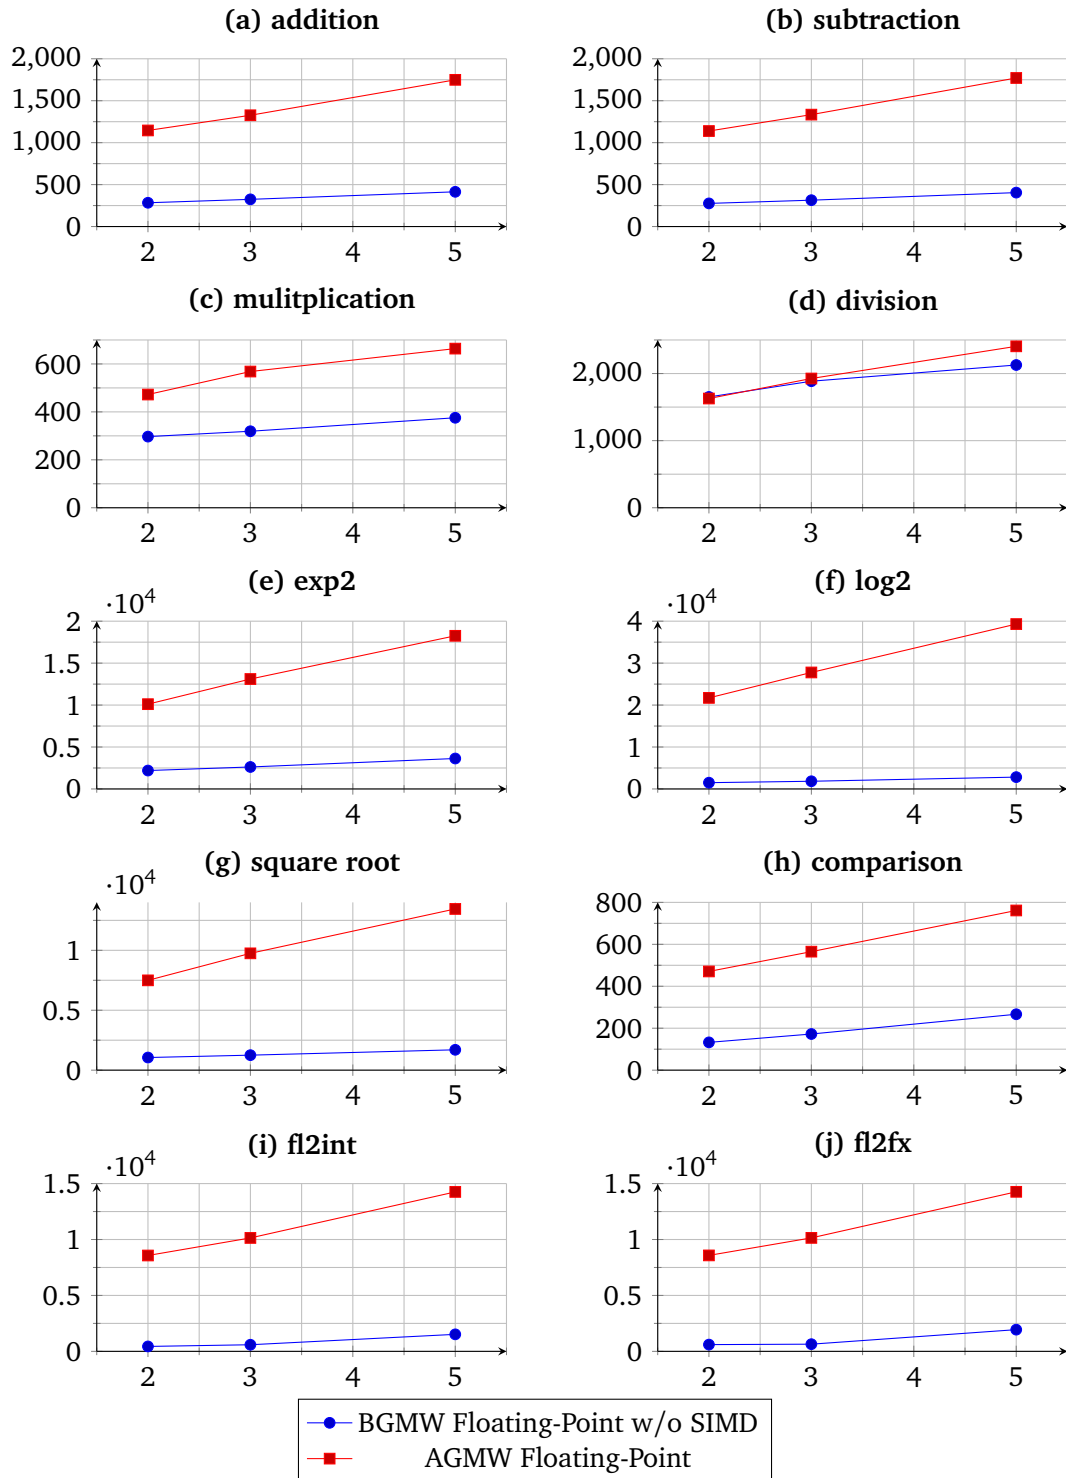 (a) addition
2,000
1,500
1,000
500
0
2 3 4 5
(b) subtraction
2,000
1,500
1,000
500
0
2 3 4 5
(c) mulitplication
600
400
200
0
2 3 4 5
(d) division
2,000
1,000
0
2 3 4 5
(e) exp2
·10^4
2
1.5
1
0.5
0
2 3 4 5
(f) log2
·10^4
4
3
2
1
0
2 3 4 5
(g) square root
·10^4
1
0.5
0
2 3 4 5
(h) comparison
800
600
400
200
0
2 3 4 5
(i) fl2int
·10^4
1.5
1
0.5
0
2 3 4 5
(j) fl2fx
·10^4
1.5
1
0.5
0
2 3 4 5
BGMW Floating-Point w/o SIMD
AGMW Floating-Point